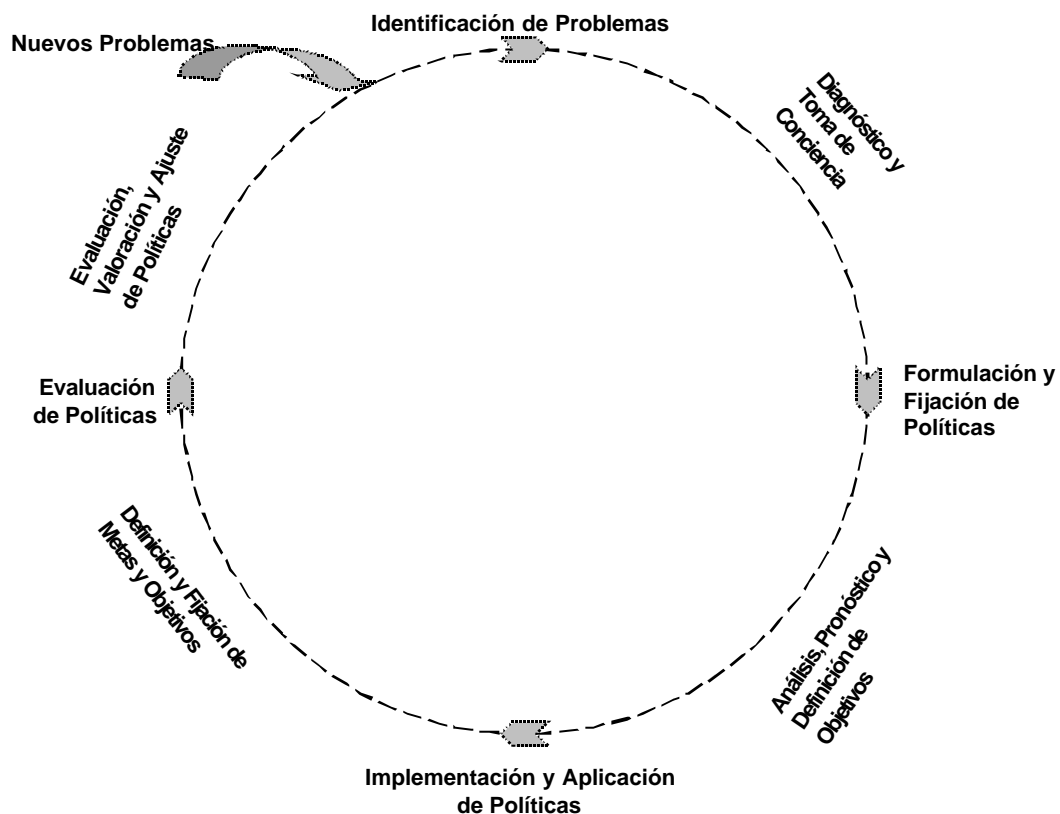 Identificación de Problemas
Nuevos Problemas
Diagnóstico y
Toma de
Conciencia
Evaluación,
Valoración y Ajuste
de Políticas
Evaluación
de Políticas
Formulación y
Fijación de
Políticas
Definición y Fijación de
Metas y Objetivos
Análisis, Pronóstico y
Definición de
Objetivos
Implementación y Aplicación
de Políticas